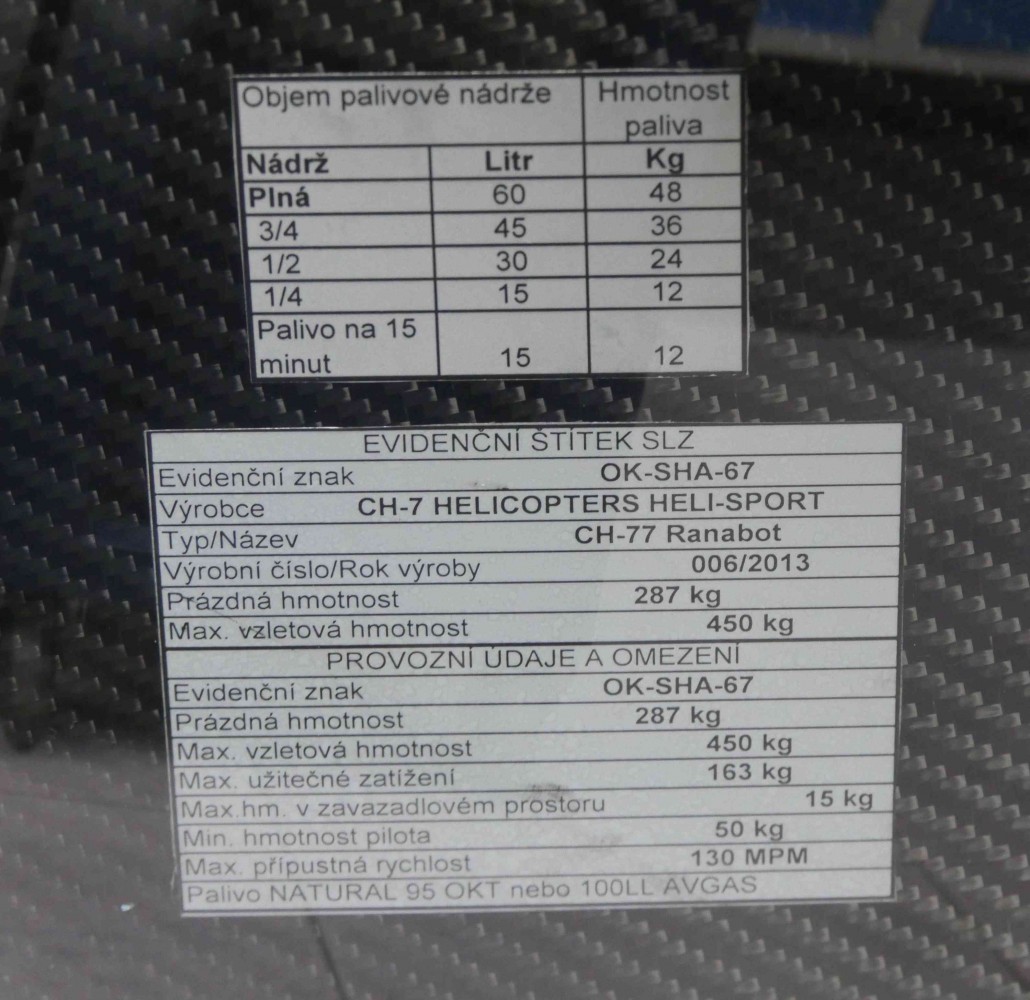 Objem palivové nádrže Hmotnost
paliva
Nádrž Litr Kg
Plná 60 48
3/4 45 36
1/2 30 24
1/4 15 12
Palivo na 15
minut 15 12
EVIDENČNÍ ŠTÍTEK SLZ
Evidenční znak OK-SHA-67
Výrobce CH-7 HELICOPTERS HELI-SPORT
Typ/Název CH-77 Ranabot
Výrobní číslo/Rok výroby 006/2013
Prázdná hmotnost 287 kg
Max. vzletová hmotnost 450 kg
PROVOZNÍ ÚDAJE A OMEZENÍ
Evidenční znak OK-SHA-67
Prázdná hmotnost 287 kg
Max. vzletová hmotnost 450 kg
Max. užitečné zatížení 163 kg
Max.hm. v zavazadlovém prostoru 15 kg
Min. hmotnost pilota 50 kg
Max. přípustná rychlost 130 MPM
Palivo NATURAL 95 OKT nebo 100LL AVGAS